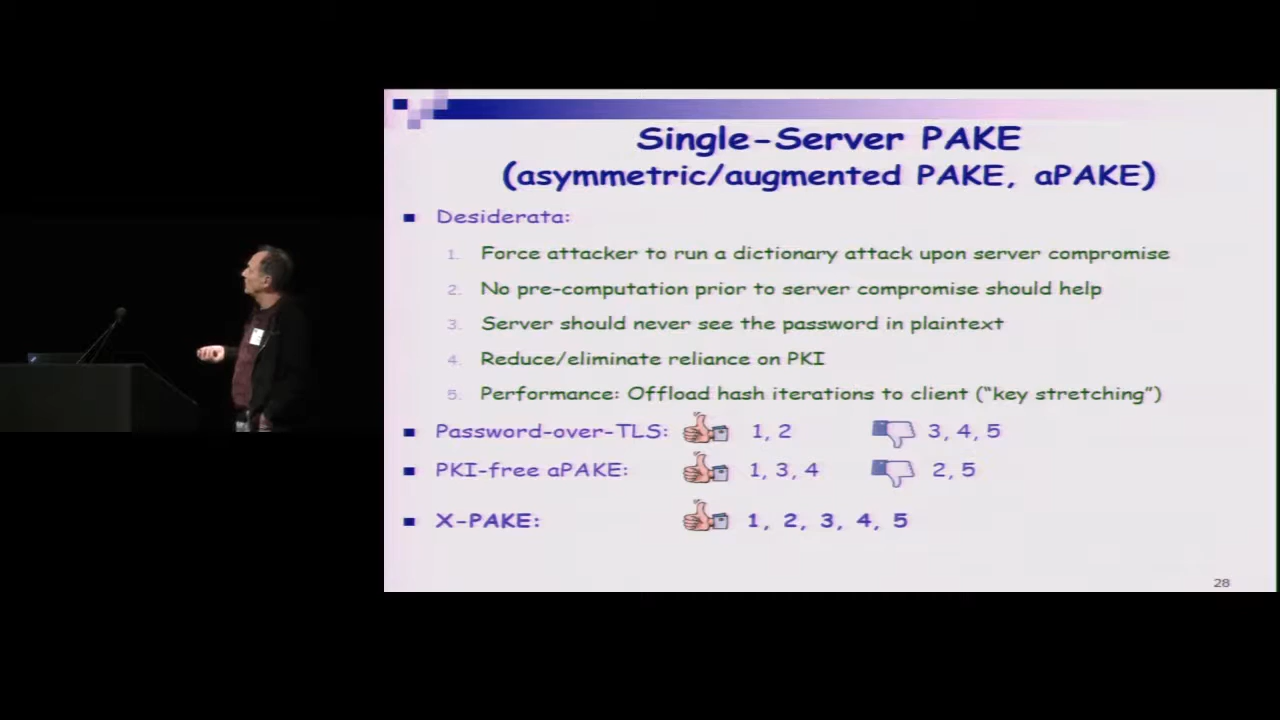 Single-Server PAKE
(asymmetric/augmented PAKE, aPAKE)
Desiderata:
1. Force attacker to run a dictionary attack upon server compromise
2. No pre-computation prior to server compromise should help
3. Server should never see the password in plaintext
4. Reduce/eliminate reliance on PKI
5. Performance: Offload hash iterations to client (“key stretching”)
Password-over-TLS: 1, 2 3, 4, 5
PKI-free aPAKE: 1, 3, 4 2, 5
X-PAKE: 1, 2, 3, 4, 5
28